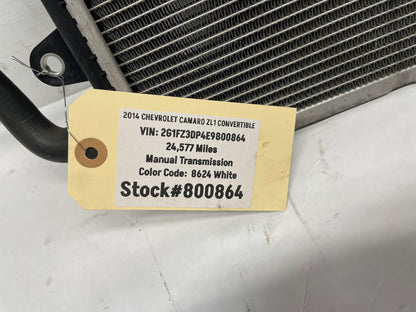 2014 CHEVROLET CAMARO ZL1 CONVERTIBLE
VIN: 2G1FZ3DP4E9800864
24,577 Miles
Manual Transmission
Color Code: 8624 White
Stock#800864